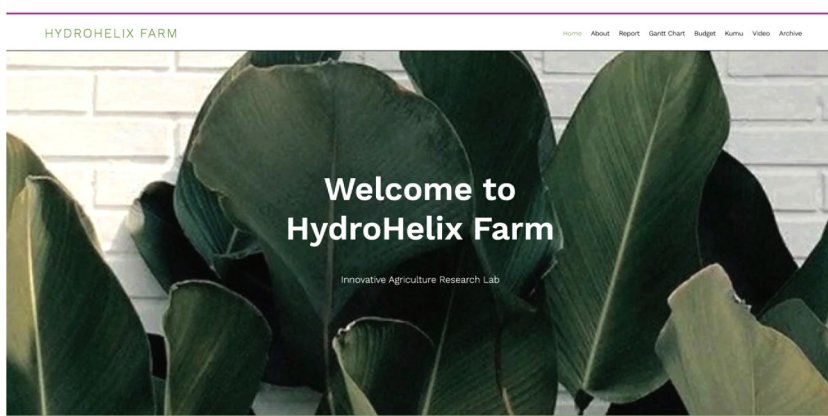 HYDROHELIX FARM
Home About Report Gantt Chart Budget Kumu Video Archive
Welcome to
HydroHelix Farm
Innovative Agriculture Research Lab